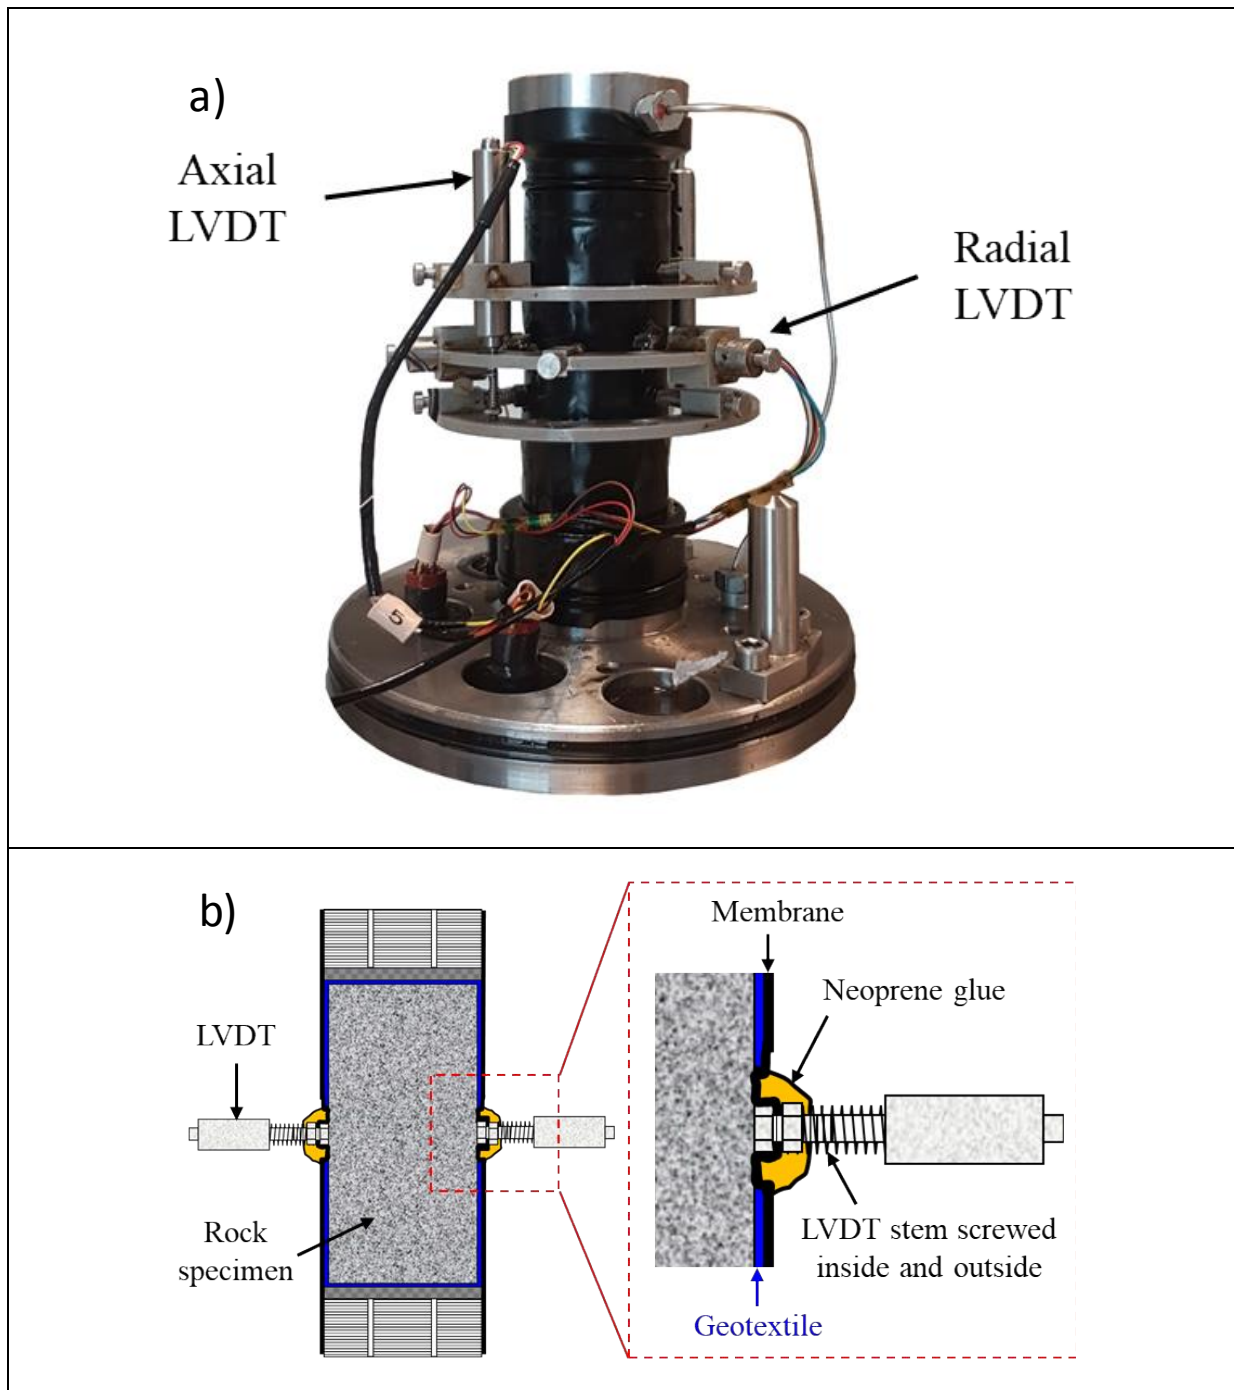 a)
Axial
LVDT
Radial
LVDT
5
b)
Membrane
Neoprene glue
LVDT
Rock
specimen
LVDT stem screwed
inside and outside
Geotextile